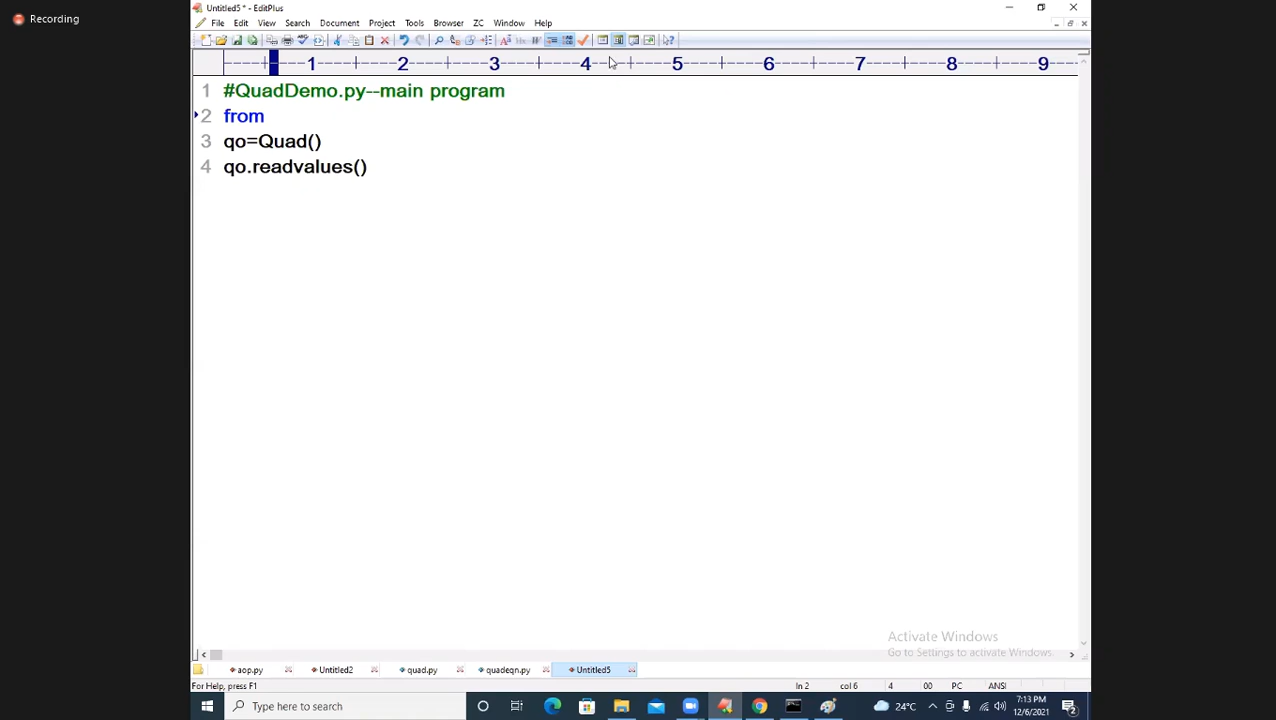 Recording
Untitled5 * - EditPlus
File Edit View Search Document Project Tools Browser ZC Window Help
1 2 3 4 5 6 7 8 9
1 #QuadDemo.py--main program
2 from
3 qo=Quad()
4 qo.readvalues()
Activate Windows
Go to Settings to activate Windows.
aop.py Untitled2 quad.py quadeqn.py Untitled5
For Help, press F1 ln 2 col 6 4 00 PC ANSI
Type here to search 24°C 7:13 PM
12/6/2021 2